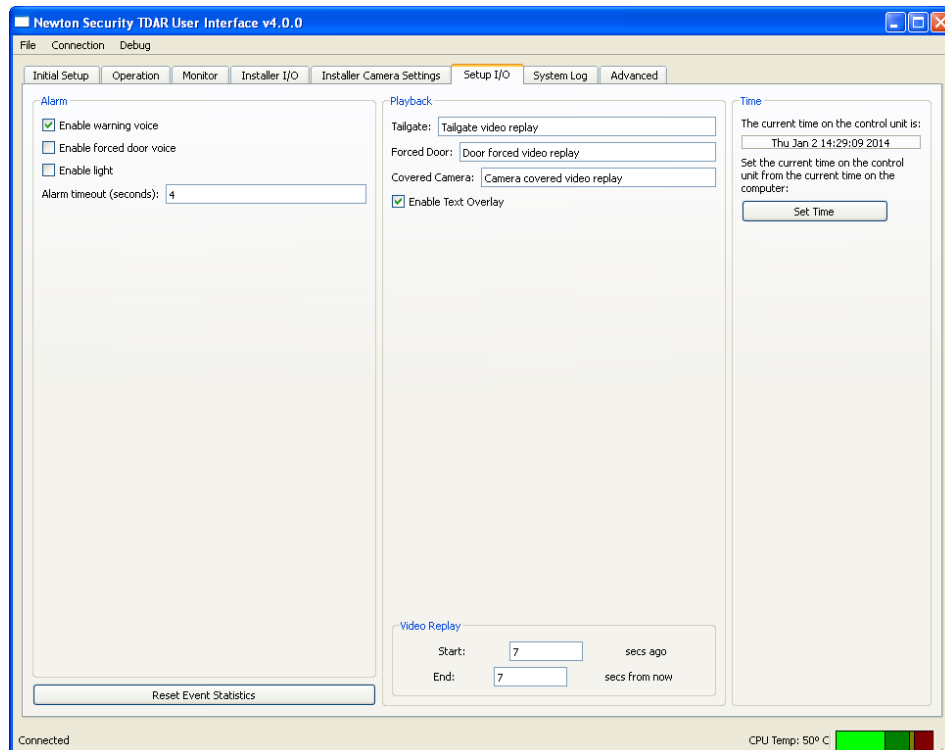 Newton Security TDAR User Interface v4.0.0
File Connection Debug
Initial Setup Operation Monitor Installer I/O Installer Camera Settings Setup I/O System Log Advanced
Alarm
Enable warning voice
Enable forced door voice
Enable light
Alarm timeout (seconds): 4
Reset Event Statistics
Playback
Tailgate: Tailgate video replay
Forced Door: Door forced video replay
Covered Camera: Camera covered video replay
Enable Text Overlay
Video Replay
Start: 7 secs ago
End: 7 secs from now
Time
The current time on the control unit is:
Thu Jan 2 14:29:09 2014
Set the current time on the control
unit from the current time on the
computer:
Set Time
Connected
CPU Temp: 50º C